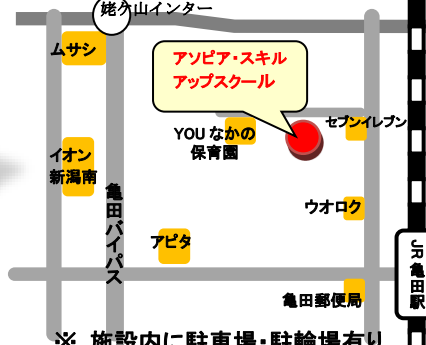 姥ケ山インター
ムサシ
アソピア・スキル
アップスクール
YOU なかの
保育園
セブンイレブン
イオン
新潟南
亀田バイパス
ウオロク
アピタ
JR亀田駅
亀田郵便局
※ 施設内に駐車場・駐輪場有り